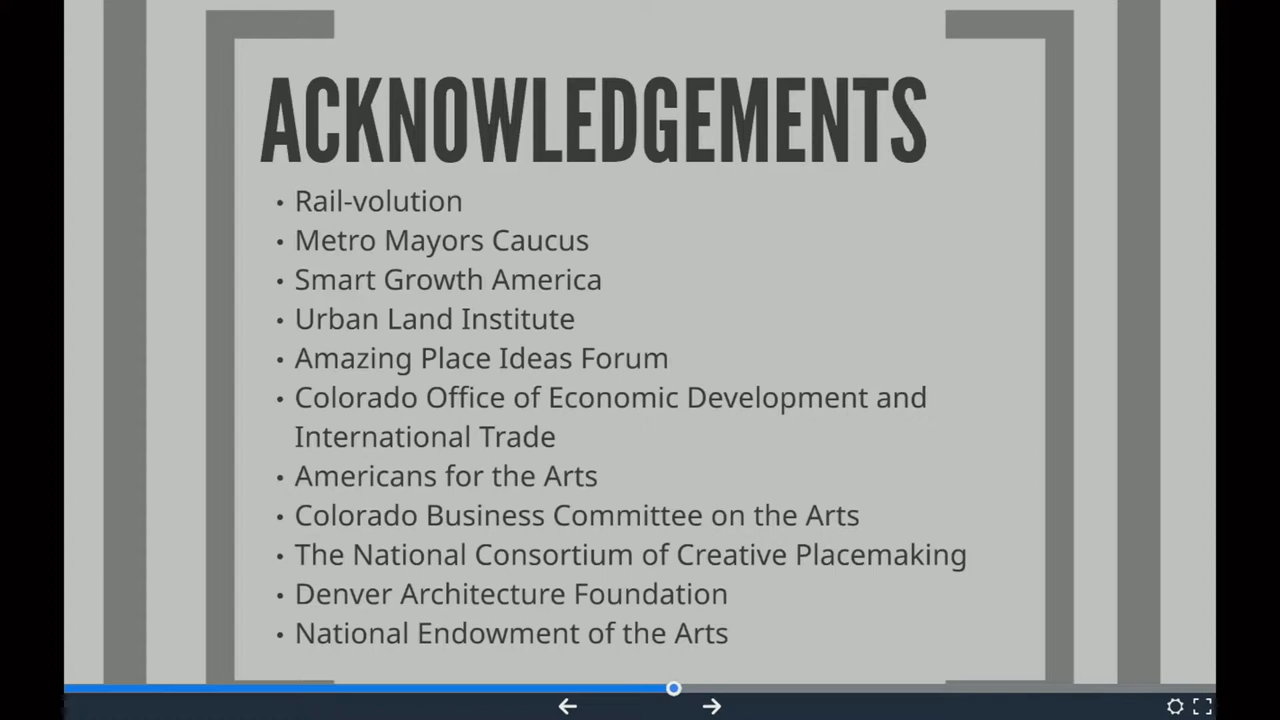 ACKNOWLEDGEMENTS
• Rail-volution
• Metro Mayors Caucus
• Smart Growth America
• Urban Land Institute
• Amazing Place Ideas Forum
• Colorado Office of Economic Development and
International Trade
• Americans for the Arts
• Colorado Business Committee on the Arts
• The National Consortium of Creative Placemaking
• Denver Architecture Foundation
• National Endowment of the Arts